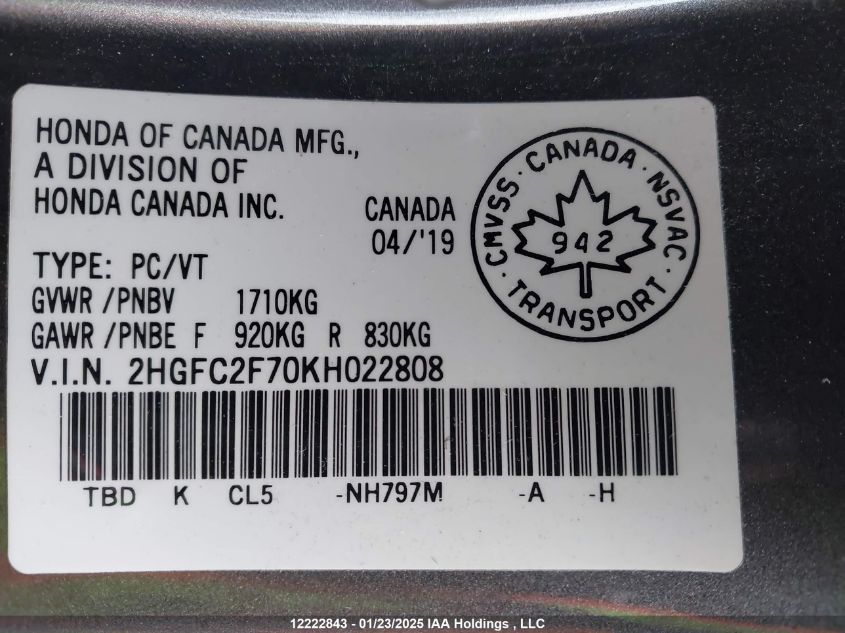 HONDA OF CANADA MFG.,
A DIVISION OF
HONDA CANADA INC.
CANADA
04/'19
TYPE: PC/VT
GVWR /PNBV 1710KG
GAWR /PNBE F 920KG R 830KG
V.I.N. 2HGFC2F70KH022808
TBD K CL5 -NH797M -A -H
CMVSS · CANADA · NSVAC · TRANSPORT ·
942
12222843 - 01/23/2025 IAA Holdings , LLC